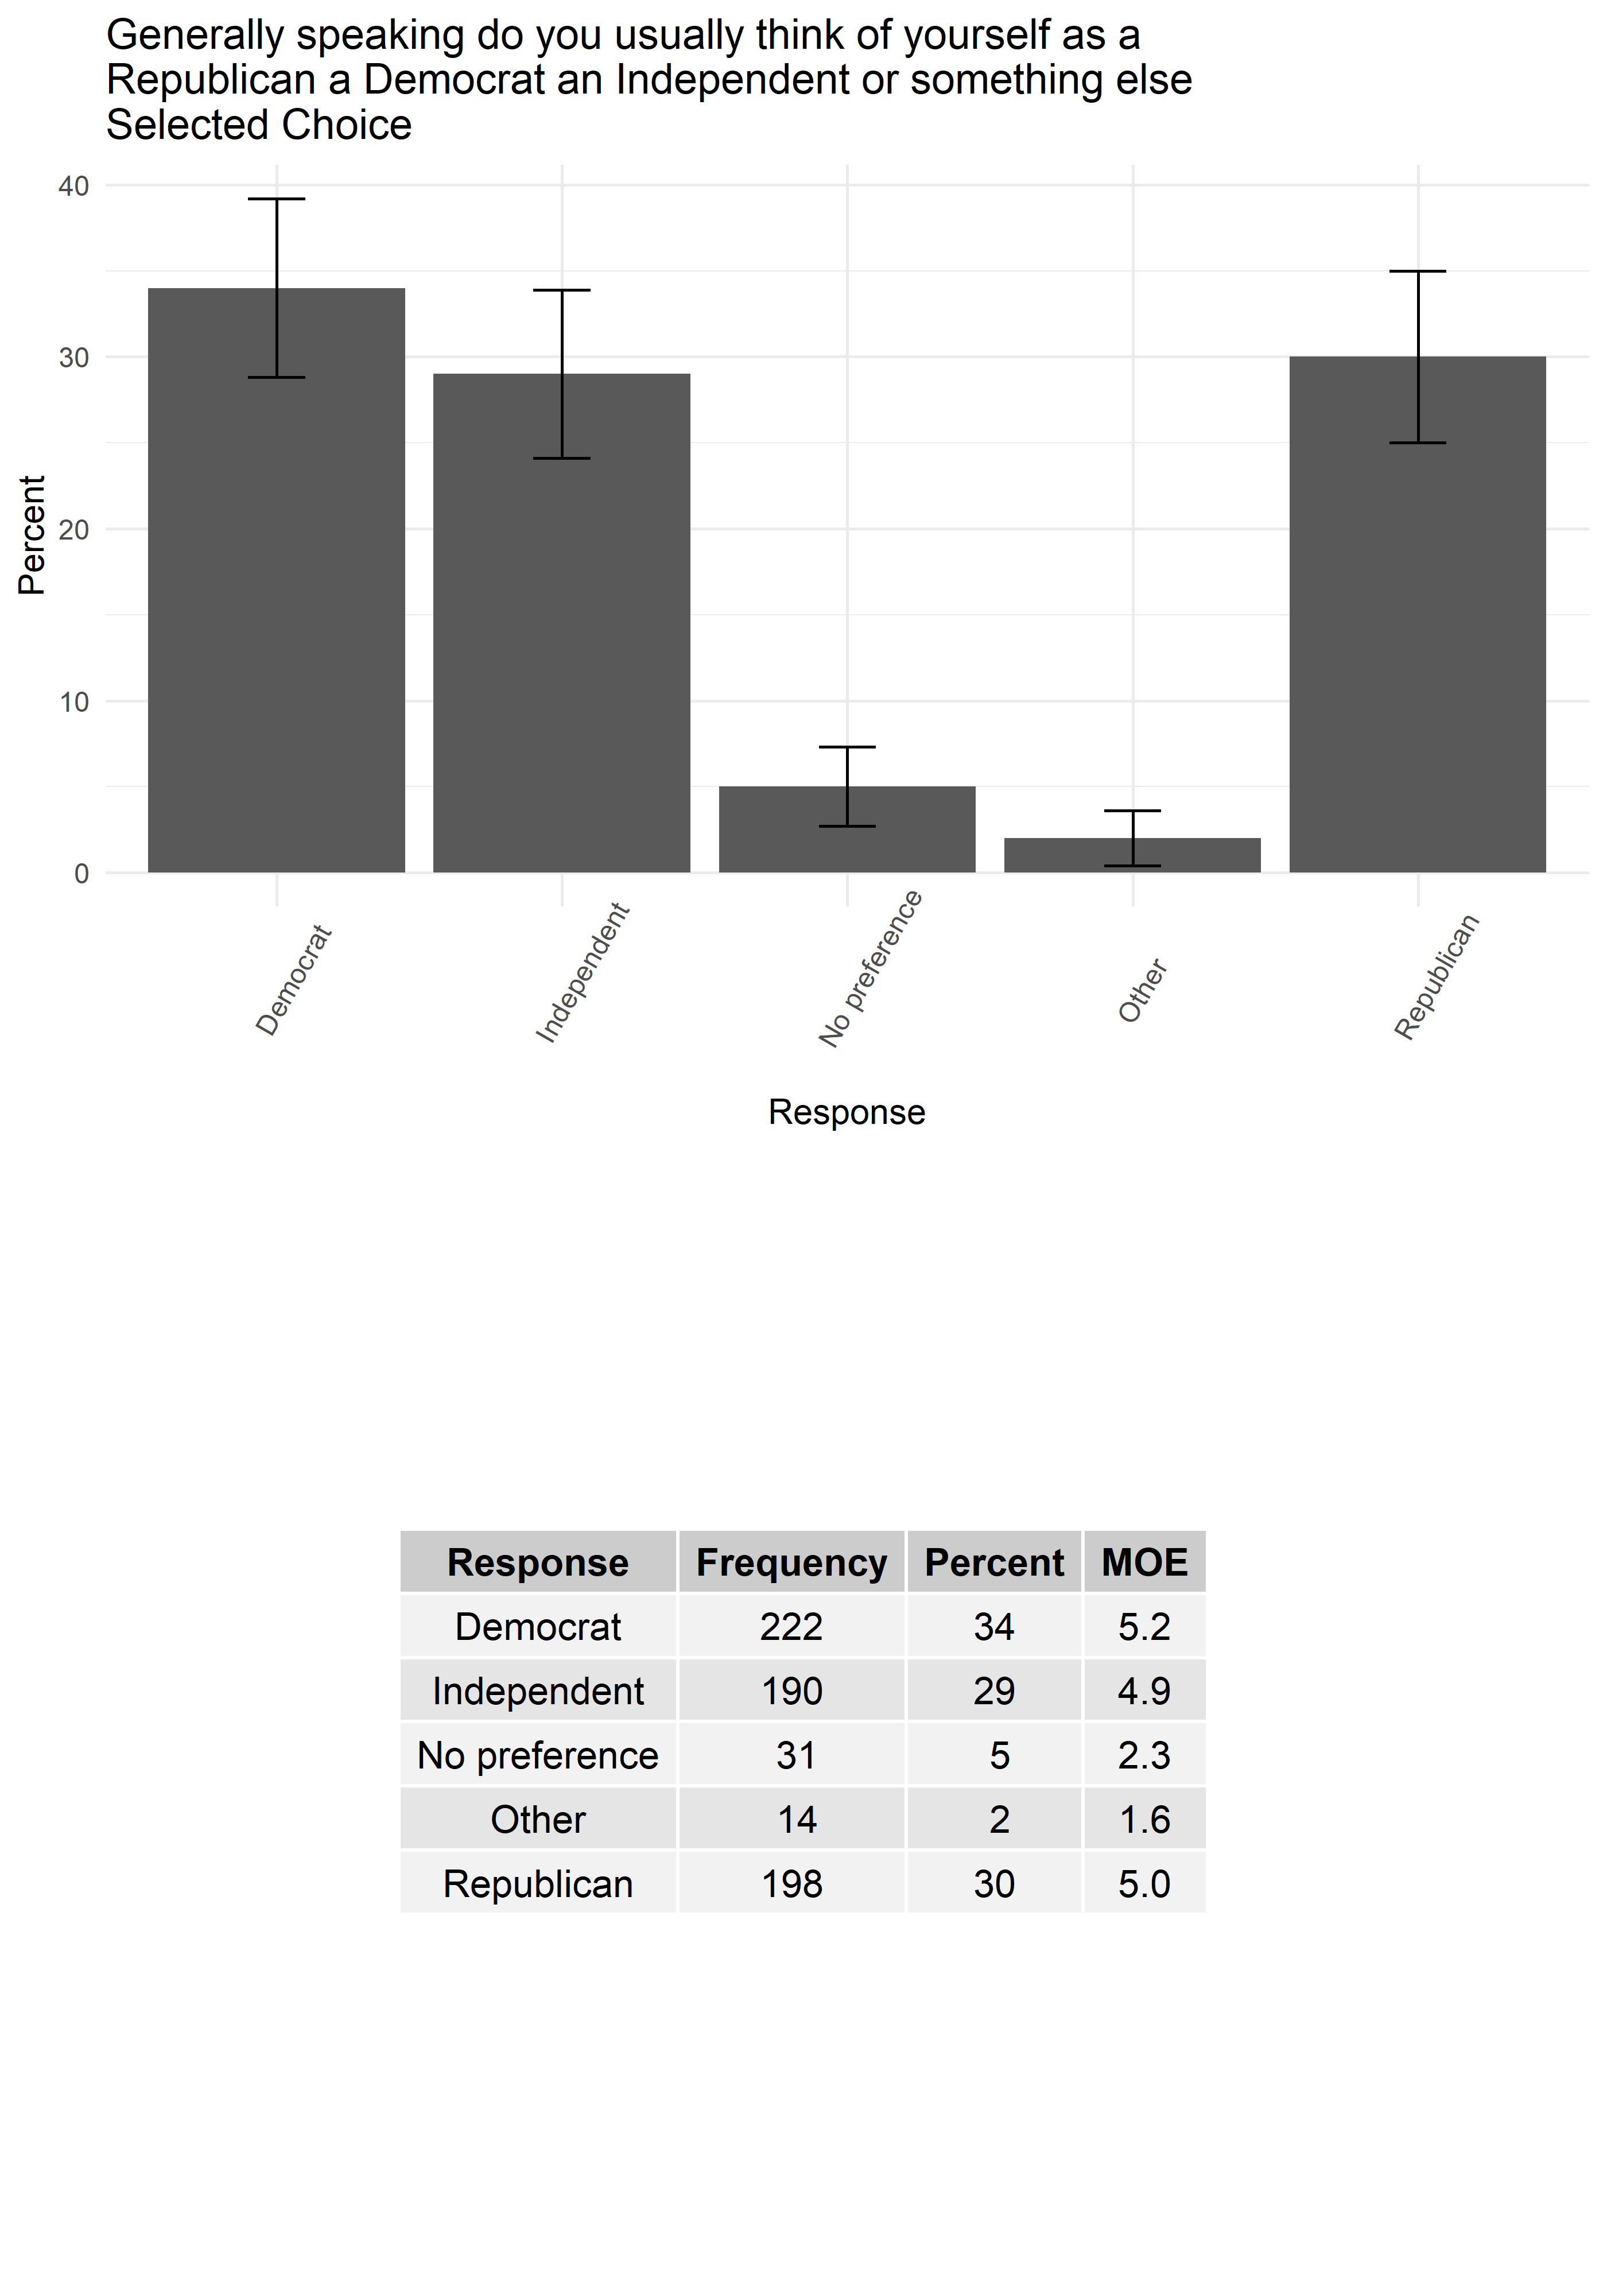 Generally speaking do you usually think of yourself as a
Republican a Democrat an Independent or something else
Selected Choice
40
30
20
10
0
Percent
Democrat
Independent
No preference
Other
Republican
Response
Response Frequency Percent MOE
Democrat 222 34 5.2
Independent 190 29 4.9
No preference 31 5 2.3
Other 14 2 1.6
Republican 198 30 5.0